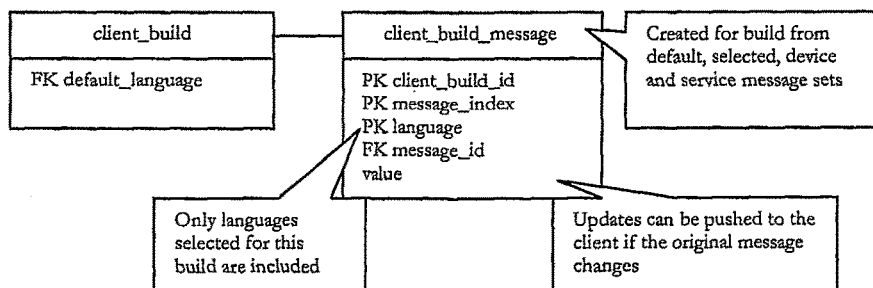 client_build
FK default_language
client_build_message
PK client_build_id
PK message_index
PK language
FK message_id
value
Created for build from
default, selected, device
and service message sets
Only languages
selected for this
build are included
Updates can be pushed to the
client if the original message
changes